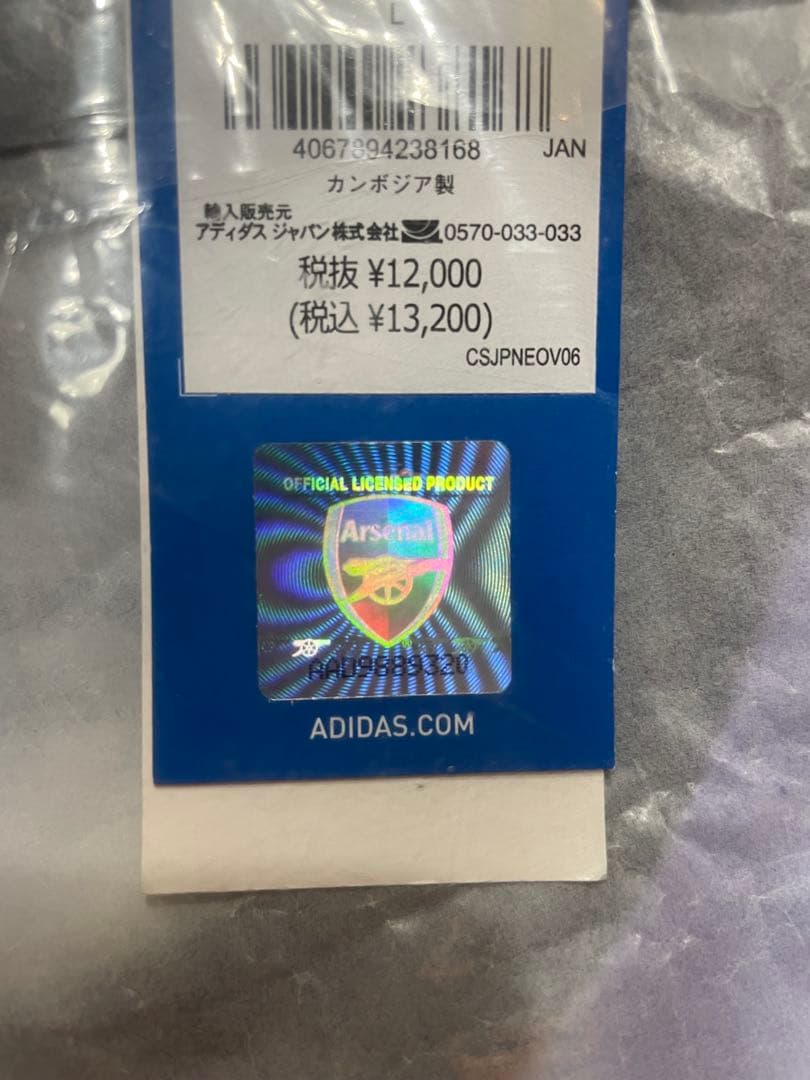 L
4067894238168 JAN
カンボジア製
輸入販売元
アディダス ジャパン株式会社 0570-033-033
税抜 ¥12,000
(税込 ¥13,200)
CSJPNEOV06
OFFICIAL LICENSED PRODUCT
Arsenal
®
AAD9689320
ADIDAS.COM